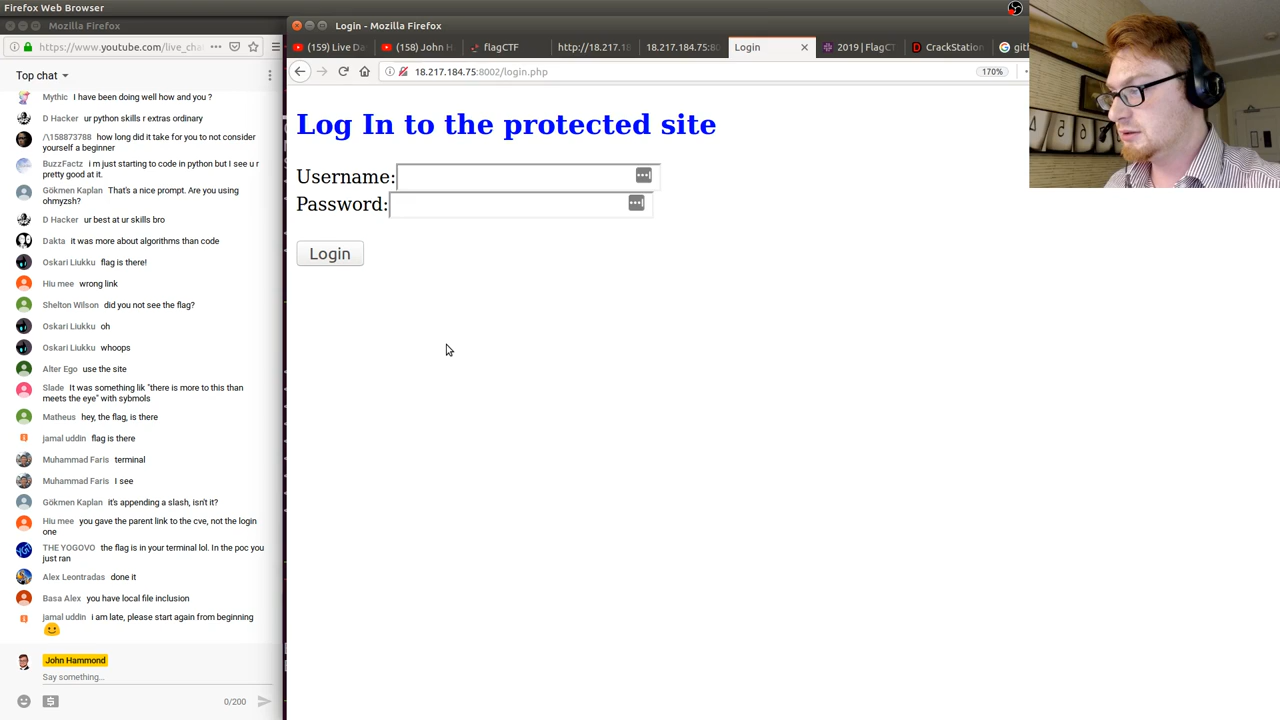 Firefox Web Browser
Mozilla Firefox
Login - Mozilla Firefox
https://www.youtube.com/live_cha
(159) Live Da
(158) John H.
flagCTF
http://18.217.18
18.217.184.75:80
Login
2019 | FlagCT
CrackStation
gith
18.217.184.75:8002/login.php
170%
Top chat
Mythic I have been doing well how and you ?
D Hacker ur python skills r extras ordinary
/\158873788 how long did it take for you to not consider
yourself a beginner
BuzzFactz i m just starting to code in python but I see u r
pretty good at it.
Gökmen Kaplan That's a nice prompt. Are you using
ohmyzsh?
D Hacker ur best at ur skills bro
Dakta it was more about algorithms than code
Oskari Liukku flag is there!
Hiu mee wrong link
Shelton Wilson did you not see the flag?
Oskari Liukku oh
Oskari Liukku whoops
Alter Ego use the site
Slade It was something lik "there is more to this than
meets the eye" with sybmols
Matheus hey, the flag, is there
jamal uddin flag is there
Muhammad Faris terminal
Muhammad Faris I see
Gökmen Kaplan it's appending a slash, isn't it?
Hiu mee you gave the parent link to the cve, not the login
one
THE YOGOVO the flag is in your terminal lol. In the poc you
just ran
Alex Leontradas done it
Basa Alex you have local file inclusion
jamal uddin i am late, please start again from beginning
John Hammond
Say something...
0/200
Log In to the protected site
Username:
Password:
Login